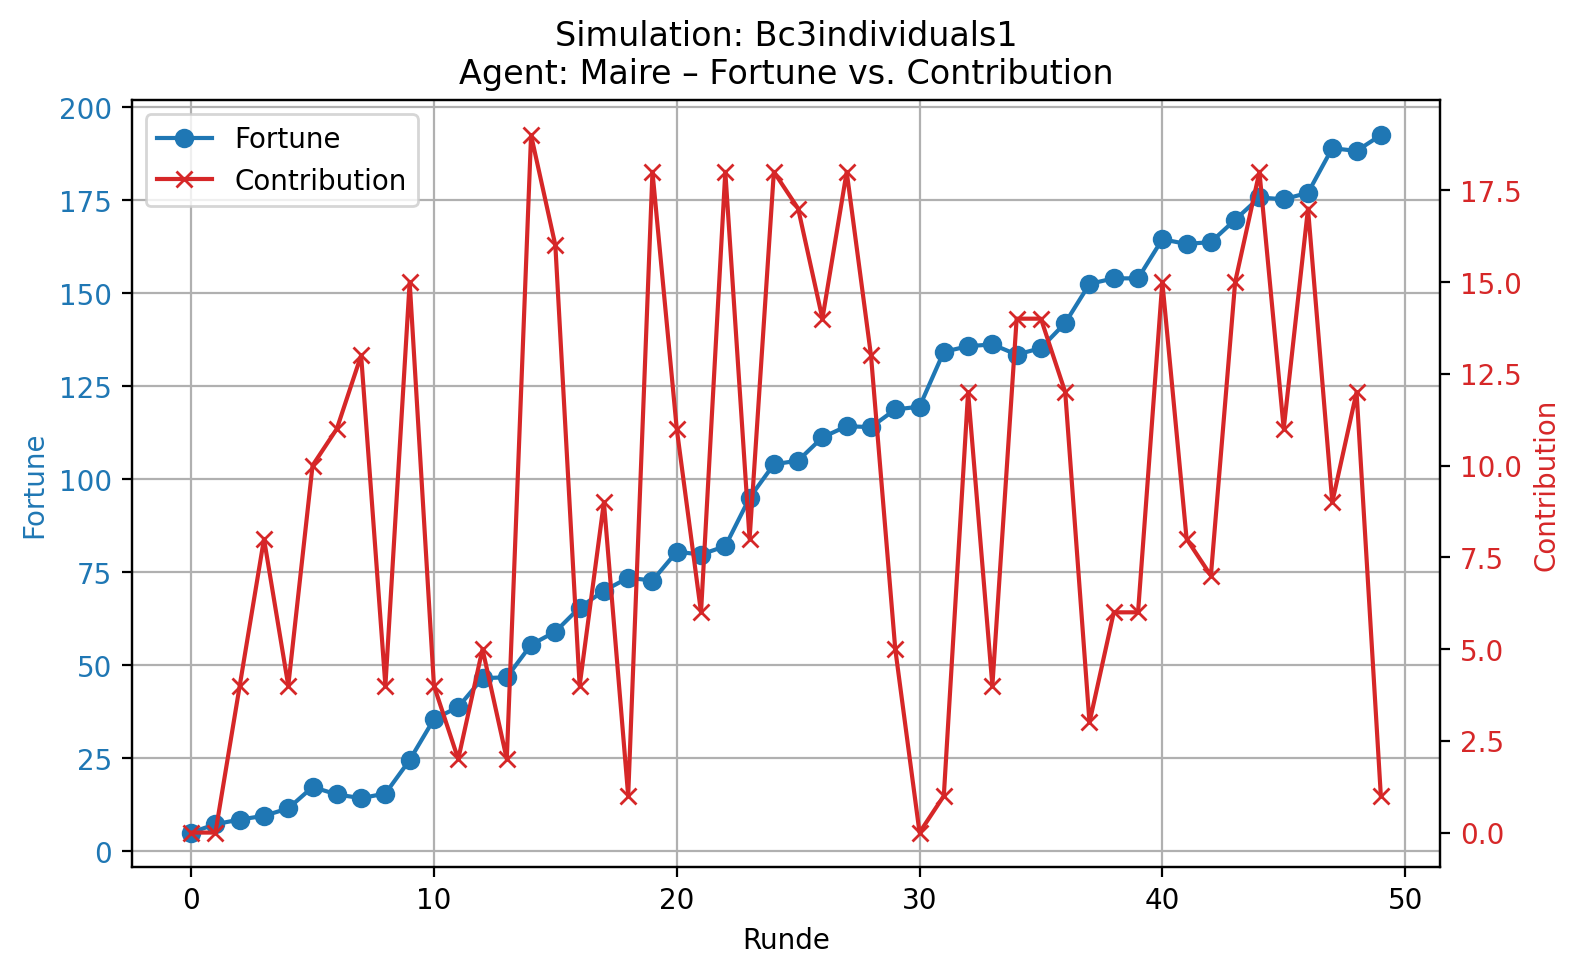 Simulation: Bc3individuals1
Agent: Maire – Fortune vs. Contribution
Fortune
Contribution
200
175
150
125
100
75
50
25
0
Fortune
17.5
15.0
12.5
10.0
7.5
5.0
2.5
0.0
Contribution
0 10 20 30 40 50
Runde